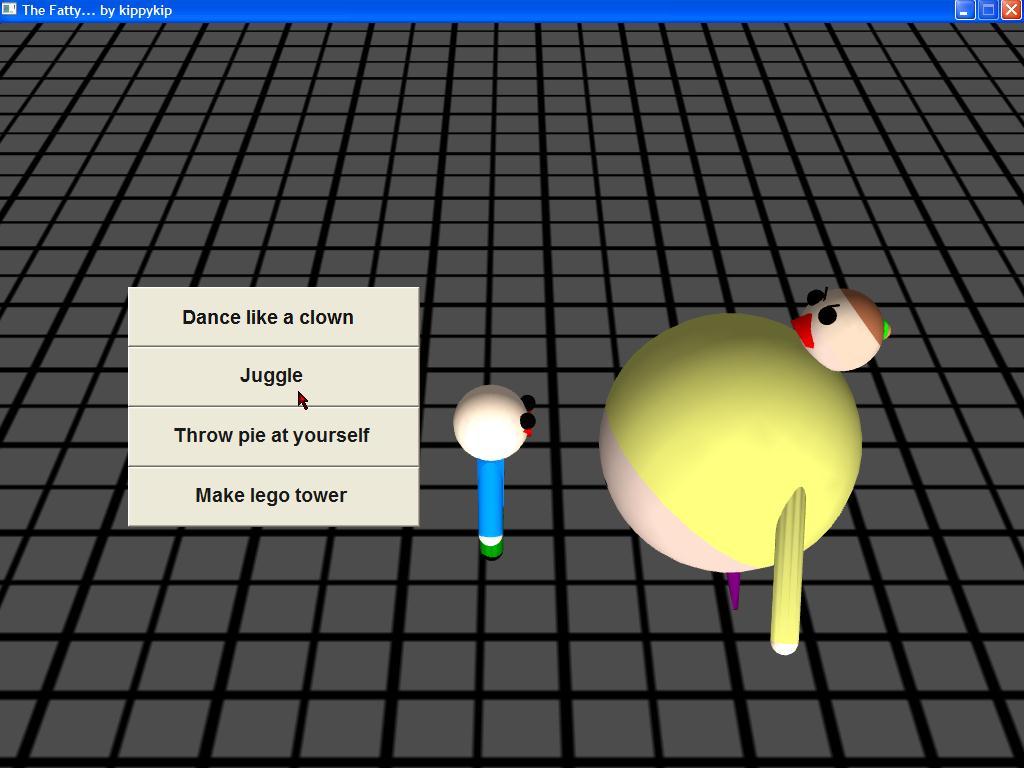 The Fatty... by kippykip
Dance like a clown
Juggle
Throw pie at yourself
Make lego tower